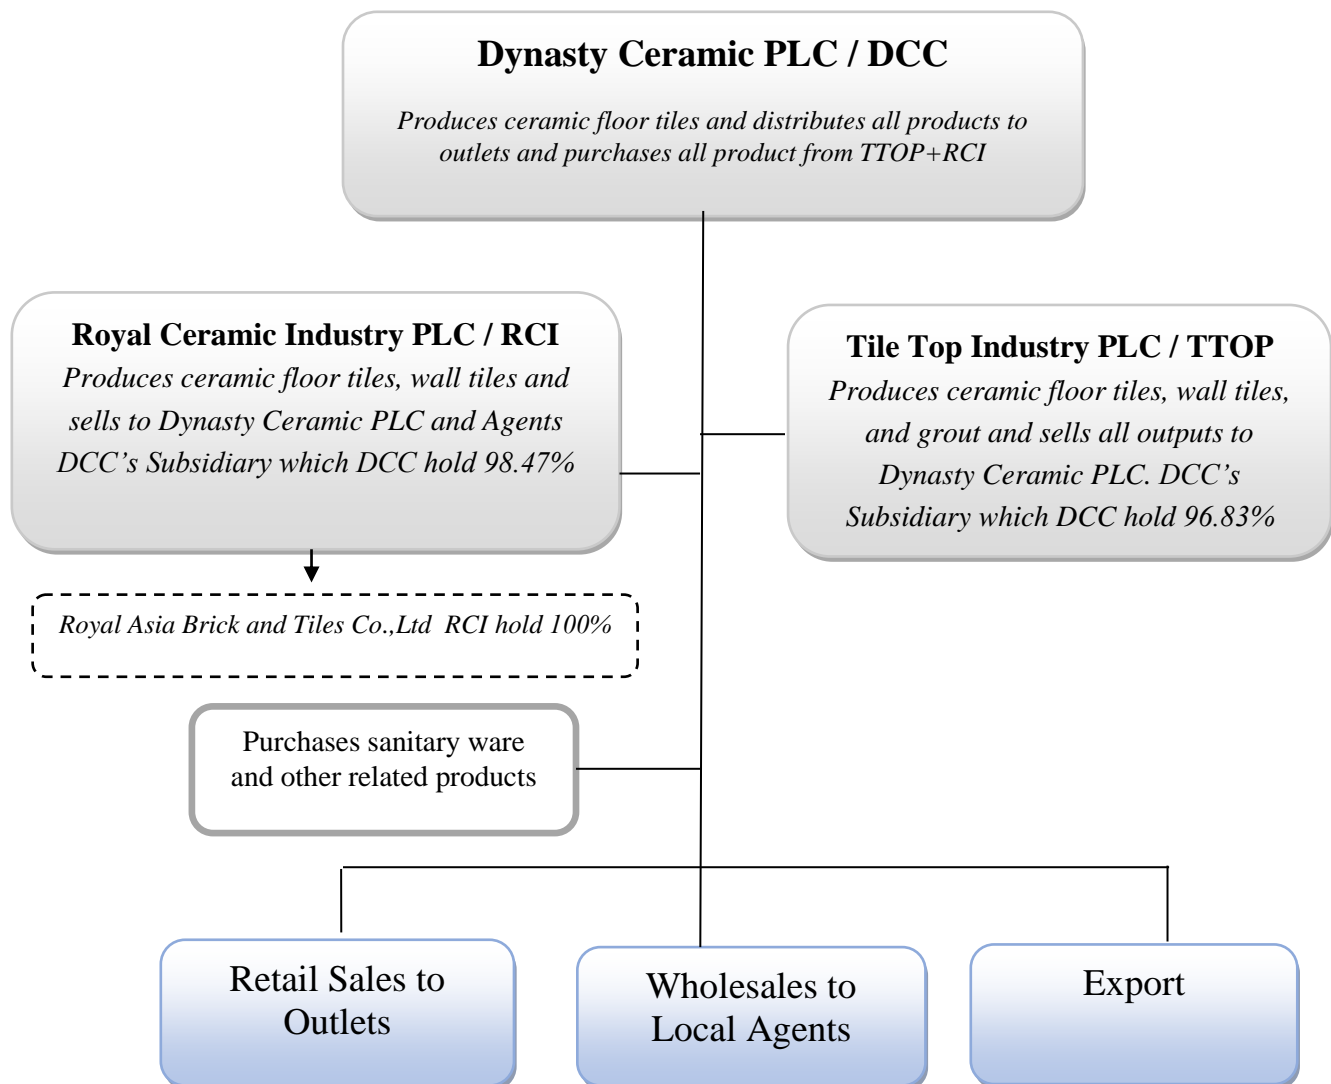 Dynasty Ceramic PLC / DCC
Produces ceramic floor tiles and distributes all products to
outlets and purchases all product from TTOP+RCI
Royal Ceramic Industry PLC / RCI
Produces ceramic floor tiles, wall tiles and
sells to Dynasty Ceramic PLC and Agents
DCC’s Subsidiary which DCC hold 98.47%
Tile Top Industry PLC / TTOP
Produces ceramic floor tiles, wall tiles,
and grout and sells all outputs to
Dynasty Ceramic PLC. DCC’s
Subsidiary which DCC hold 96.83%
Royal Asia Brick and Tiles Co.,Ltd  RCI hold 100%
Purchases sanitary ware
and other related products
Retail Sales to
Outlets
Wholesales to
Local Agents
Export